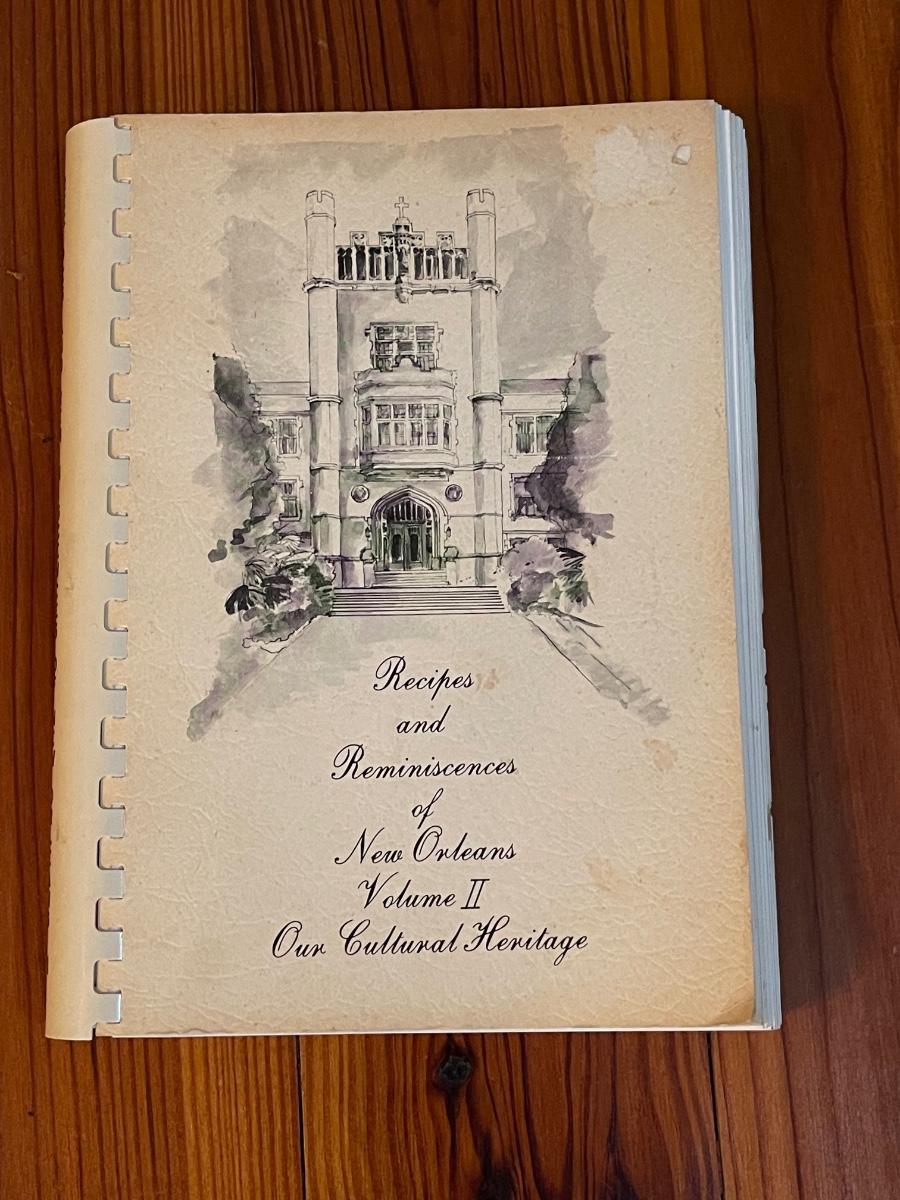 Recipes
and
Reminiscences
of
New Orleans
Volume II
Our Cultural Heritage